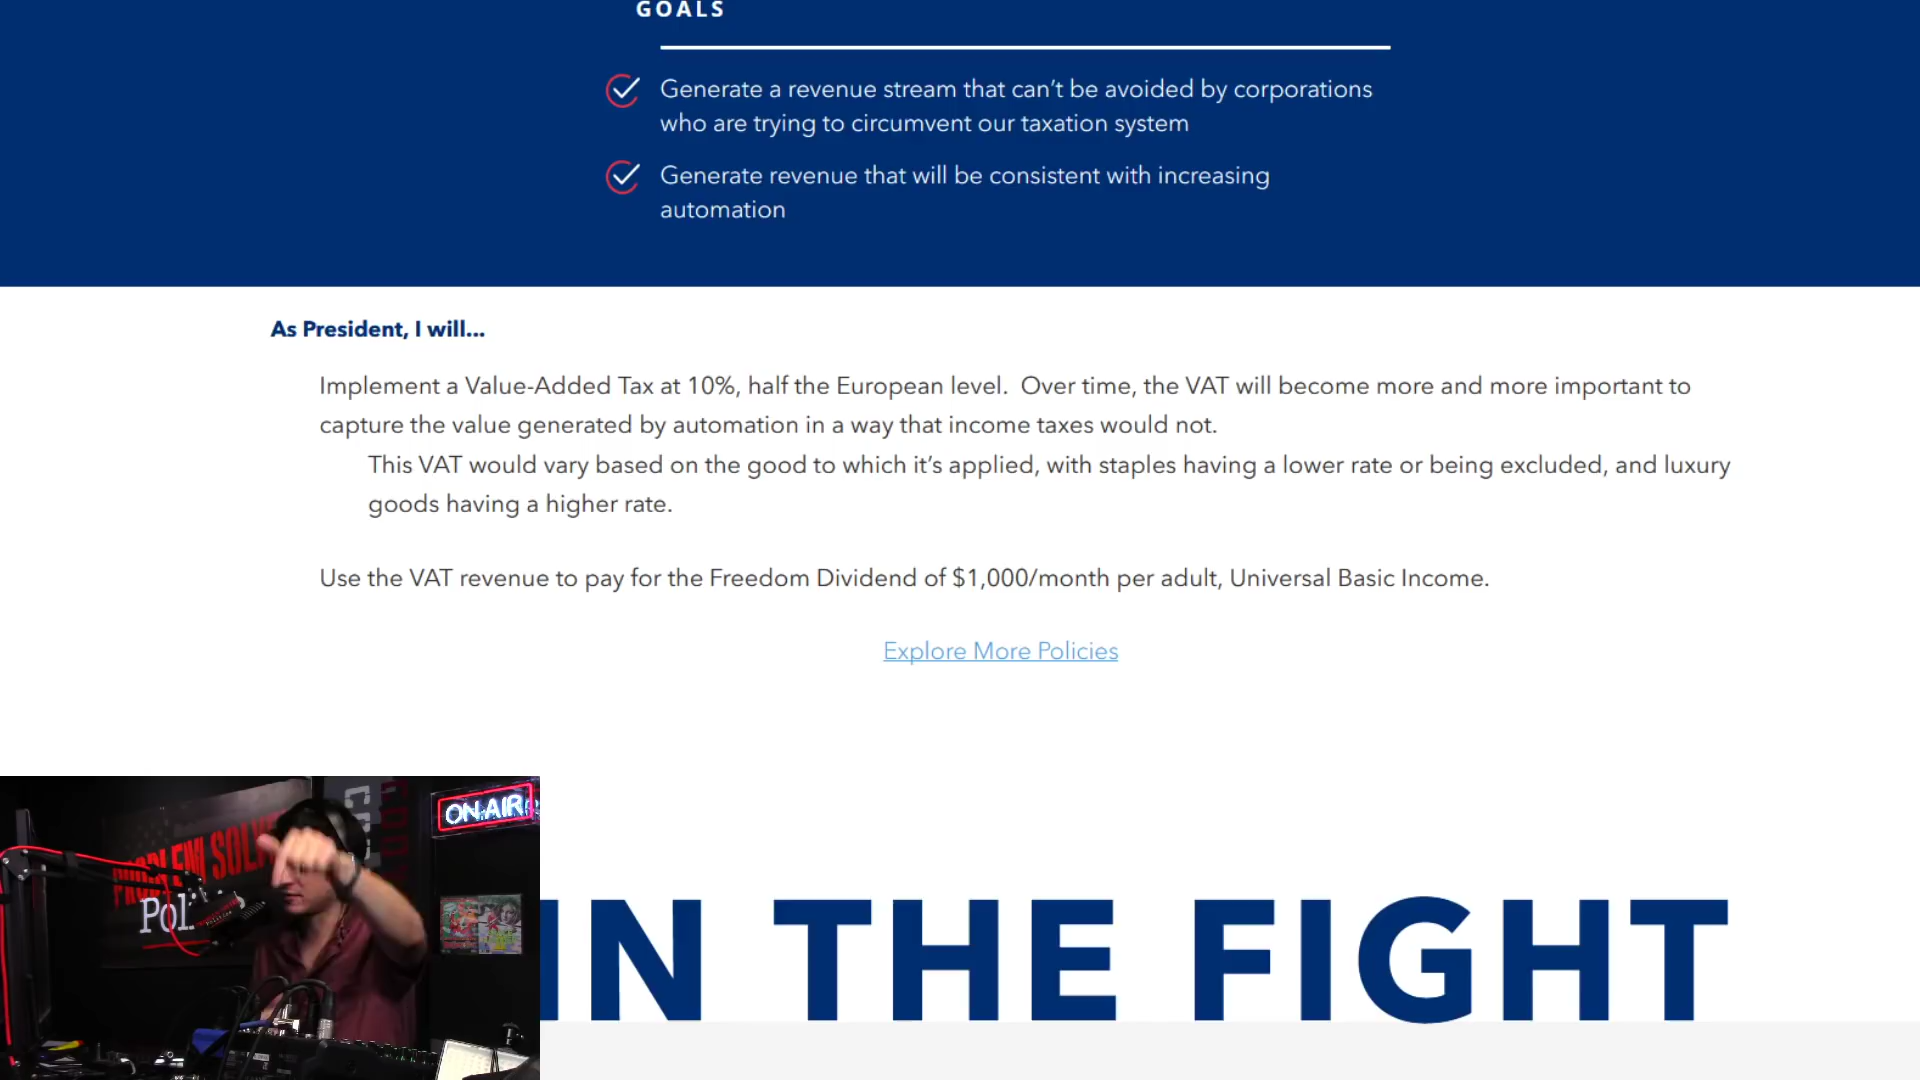 GOALS
Generate a revenue stream that can't be avoided by corporations
who are trying to circumvent our taxation system
Generate revenue that will be consistent with increasing
automation
As President, I will...
Implement a Value-Added Tax at 10%, half the European level.  Over time, the VAT will become more and more important to
capture the value generated by automation in a way that income taxes would not.
This VAT would vary based on the good to which it's applied, with staples having a lower rate or being excluded, and luxury
goods having a higher rate.
Use the VAT revenue to pay for the Freedom Dividend of $1,000/month per adult, Universal Basic Income.
Explore More Policies
ON AIR
IN THE FIGHT